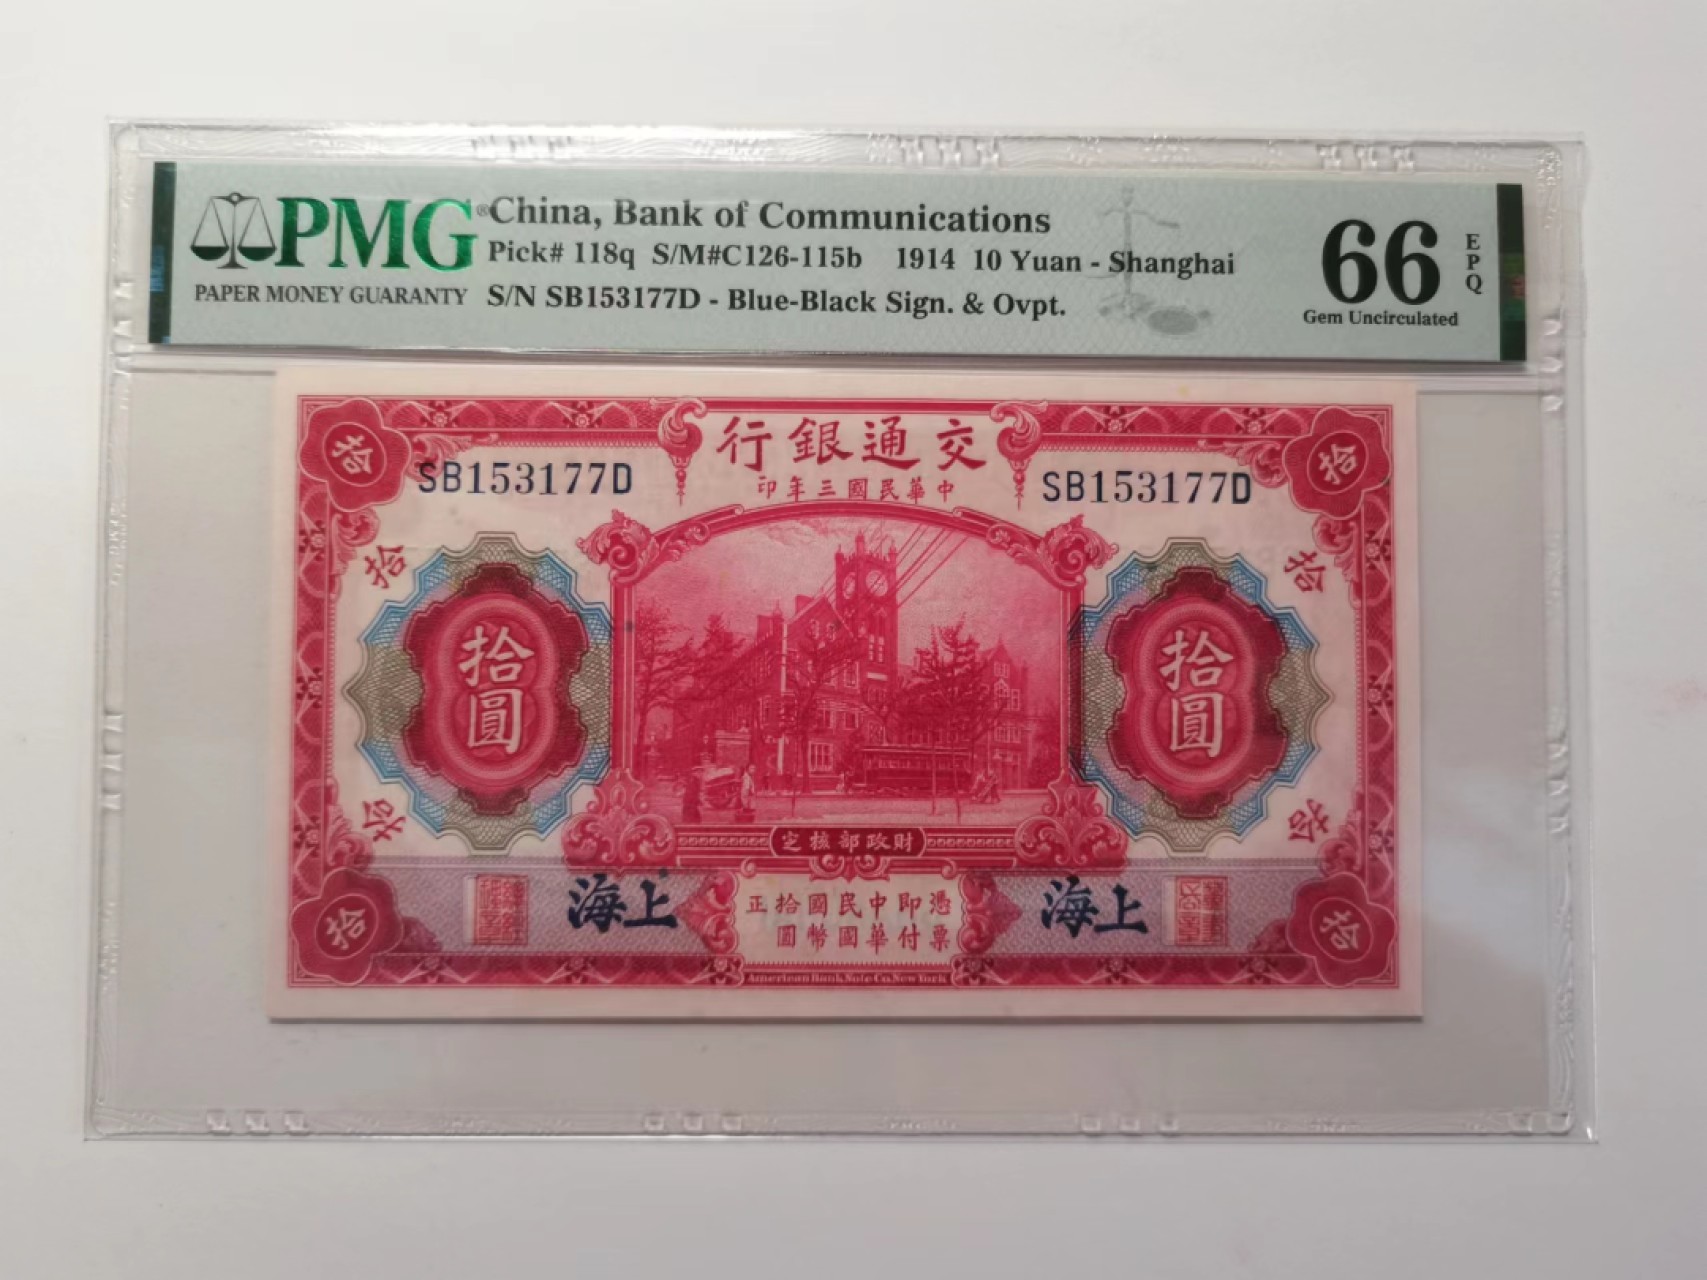 PMG® China, Bank of Communications
Pick# 118q S/M#C126-115b 1914 10 Yuan - Shanghai
PAPER MONEY GUARANTY S/N SB153177D - Blue-Black Sign. & Ovpt.
66 EPQ
Gem Uncirculated
交通銀行
中華民國三年印
SB153177D
SB153177D
拾
拾
拾
拾
拾圓
拾圓
拾
拾
財政部核定
上海
上海
憑票即付中華民國國幣拾圓正
拾
拾
American Bank Note Co. New York